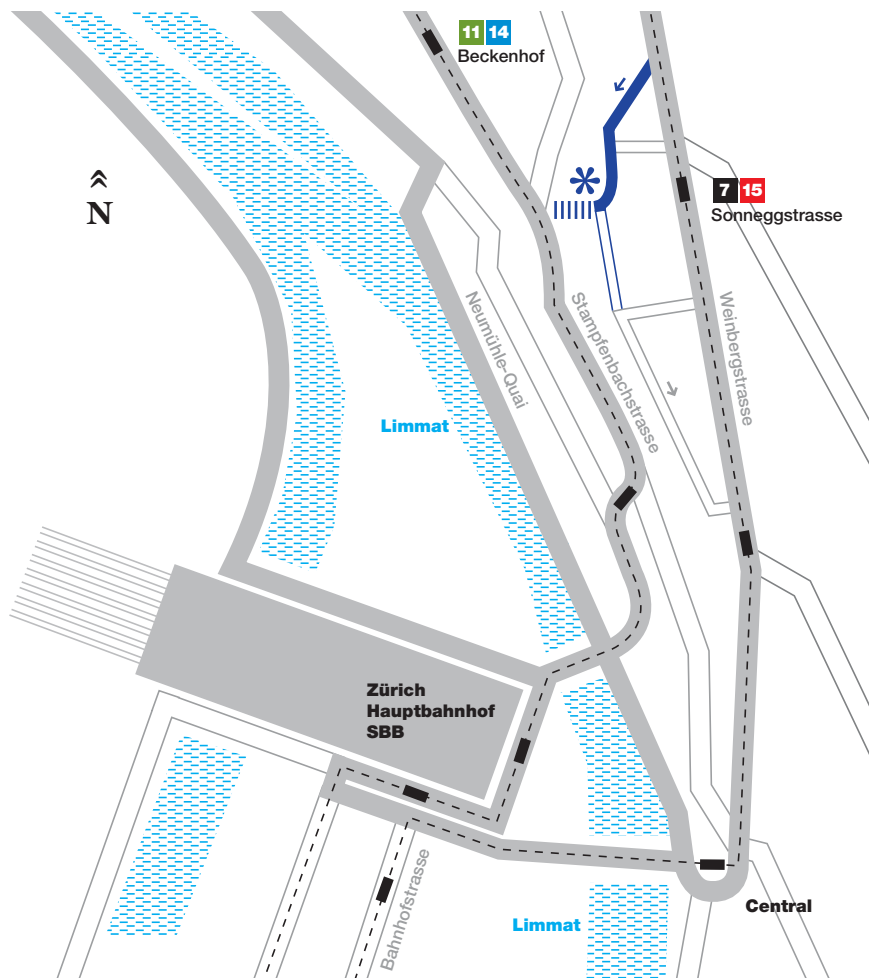 11 14
Beckenhof
N
7 15
Sonneggstrasse
Neumühle-Quai
Stampfenbachstrasse
Weinbergstrasse
Limmat
Zürich
Hauptbahnhof
SBB
Bahnhofstrasse
Central
Limmat